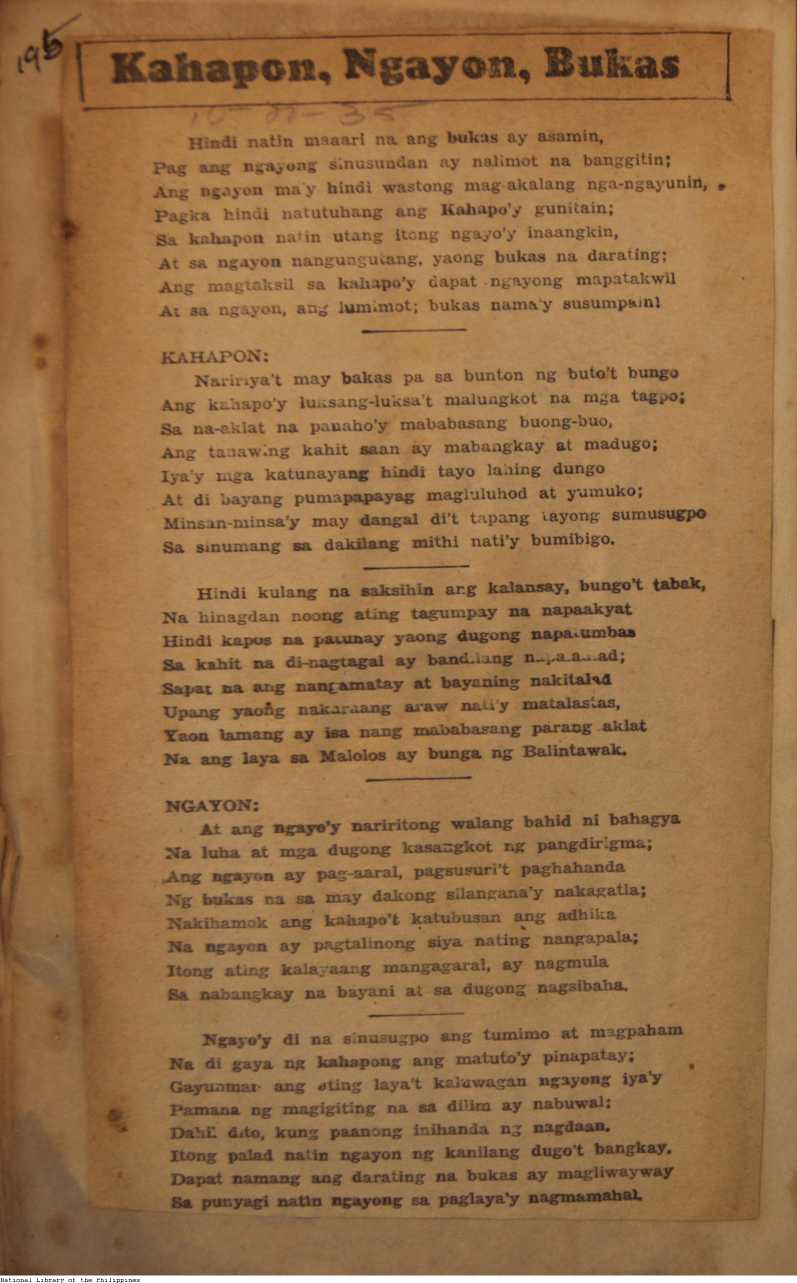 195
Kahapon, Ngayon, Bukas
10-22-35
Hindi natin maaari na ang bukas ay asamin,
Pag ang ngayong sinusundan ay nalimot na banggitin;
Ang ngayon ma'y hindi wastong mag-akalang nga-ngayunin,
Pagka hindi natutuhang ang Kahapo'y gunitain;
Sa kahapon natin utang itong ngayo'y inaangkin,
At sa ngayon nangungutang, yaong bukas na darating;
Ang magtaksil sa kahapo'y dapat ngayong mapatakwil
At sa ngayon, ang lumimot; bukas nama'y susumpain!
KAHAPON:
Naririya't may bakas pa sa bunton ng buto't bungo
Ang kahapo'y luksang-luksa't malungkot na mga tagpo;
Sa na-aklat na panaho'y mababasang buong-buo,
Ang tanawing kahit saan ay mabangkay at madugo;
Iya'y mga katunayang hindi tayo lahing dungo
At di bayang pumapapayag magluluhod at yumuko;
Minsan-minsa'y may dangal di't tapang tayong sumusugpo
Sa sinumang sa dakilang mithi nati'y bumibigo.
Hindi kulang na saksihin ang kalansay, bungo't tabak,
Na hinagdan noong ating tagumpay na napaakyat
Hindi kapos na patunay yaong dugong napatumbas
Sa kahit na di-nagtagal ay bandilang
Sapat na ang nangamatay at bayaning nakitalad
Upang yaong nakaraang araw nati'y matalastas,
Yaon lamang ay isa nang mababasang parang aklat
Na ang laya sa Malolos ay bunga ng Balintawak.
NGAYON:
At ang ngayo'y nariritong walang bahid ni bahagya
Na luha at mga dugong kasangkot ng pangdirigma;
Ang ngayon ay pag-aaral, pagsusuri't paghahanda
Ng bukas na sa may dakong silangana'y nakagatla;
Nakihamok ang kahapo't katubusan ang adhika
Na ngayon ay pagtalinong siya nating nangapala;
Itong ating kalayaang mangagaral, ay nagmula
Sa nabangkay na bayani at sa dugong nagsibaha.
Ngayo'y di na sinusugpo ang tumimo at magpaham
Na di gaya ng kahapong ang matuto'y pinapatay;
Gayunman ang ating laya't kaluwagan ngayong iya'y
Pamana ng magigiting na sa dilim ay nabuwal;
Dahil dito, kung paanong inihanda ng nagdaan.
Itong palad natin ngayon ng kanilang dugo't bangkay.
Dapat namang ang darating na bukas ay magliwayway
Sa punyagi natin ngayong sa paglaya'y nagmamahal.
National Library of the Philippines